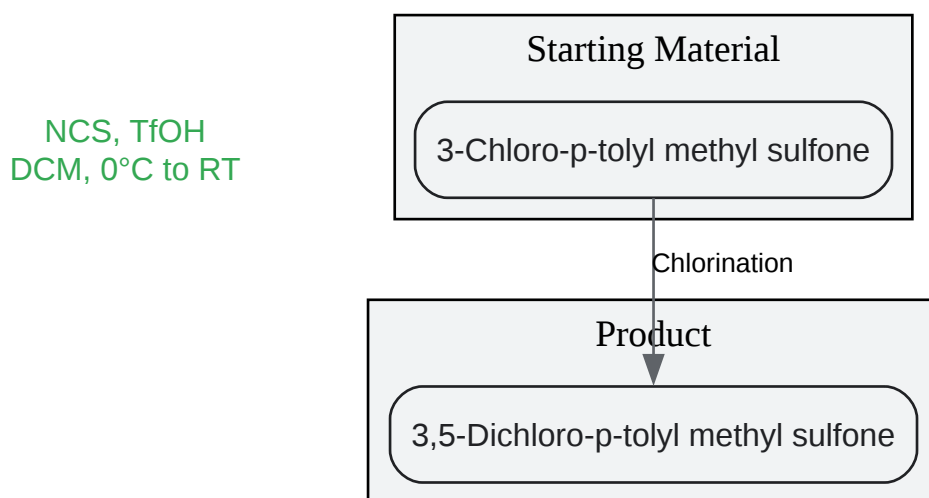 Starting Material
NCS, TfOH
DCM, 0°C to RT
3-Chloro-p-tolyl methyl sulfone
Chlorination
Product
3,5-Dichloro-p-tolyl methyl sulfone